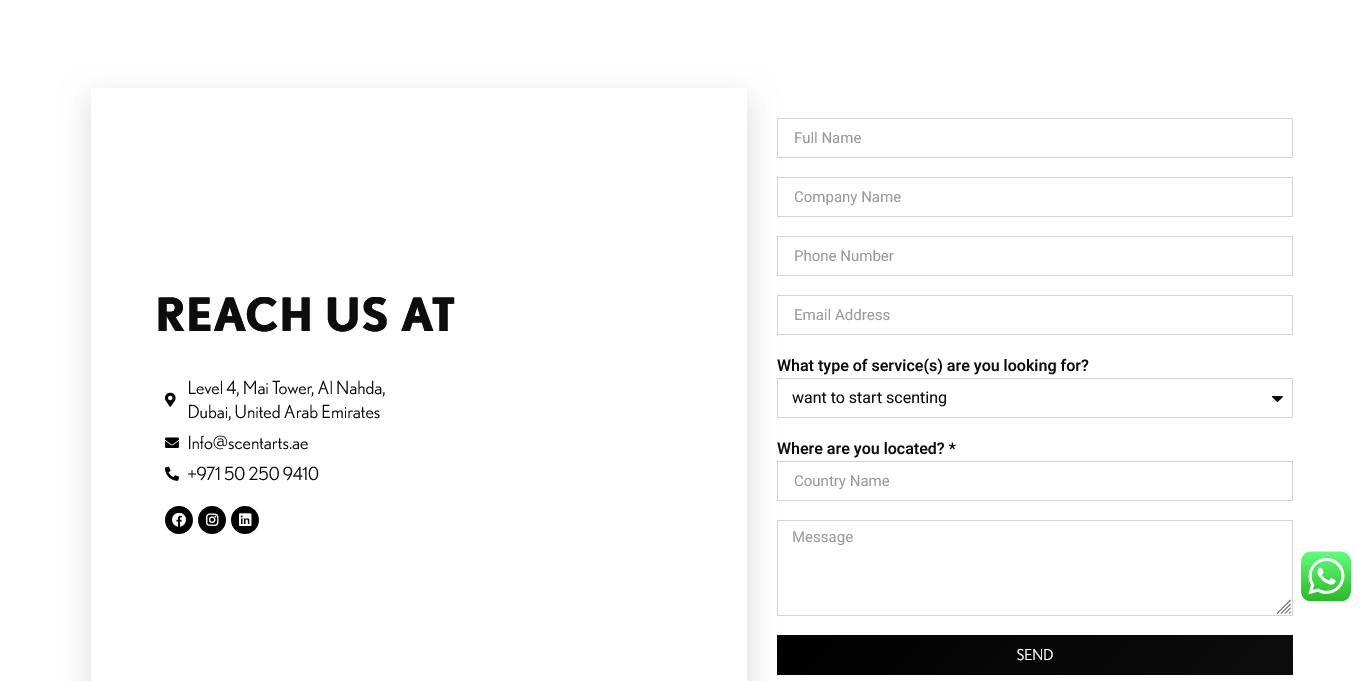 REACH US AT
Level 4, Mai Tower, Al Nahda,
Dubai, United Arab Emirates
Info@scentarts.ae
+971 50 250 9410
Full Name
Company Name
Phone Number
Email Address
What type of service(s) are you looking for?
want to start scenting
Where are you located? *
Country Name
Message
SEND